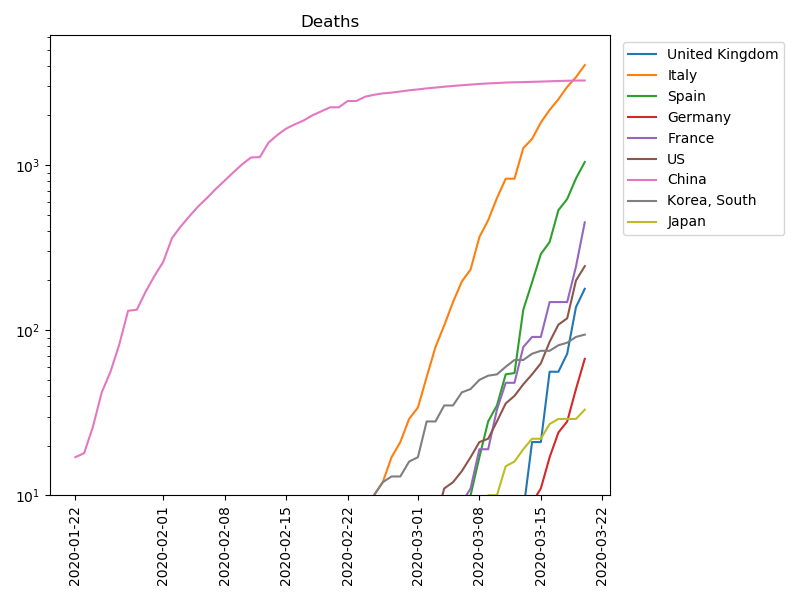 Deaths
10³
10²
10¹
2020-01-22
2020-02-01
2020-02-08
2020-02-15
2020-02-22
2020-03-01
2020-03-08
2020-03-15
2020-03-22
United Kingdom
Italy
Spain
Germany
France
US
China
Korea, South
Japan